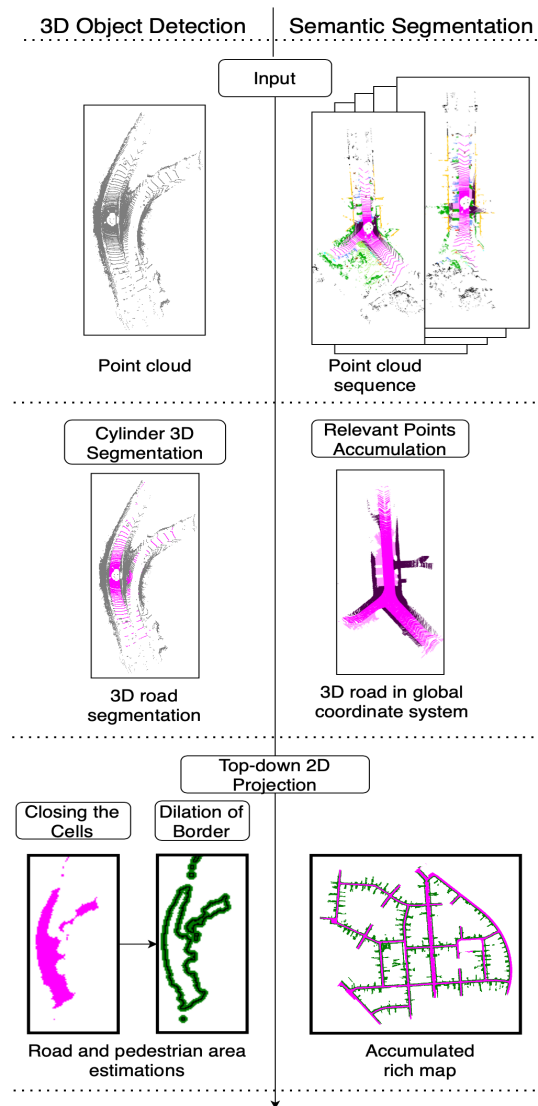 3D Object Detection
Semantic Segmentation
Input
Point cloud
Point cloud
sequence
Cylinder 3D
Segmentation
Relevant Points
Accumulation
3D road
segmentation
3D road in global
coordinate system
Top-down 2D
Projection
Closing the
Cells
Dilation of
Border
Road and pedestrian area
estimations
Accumulated
rich map